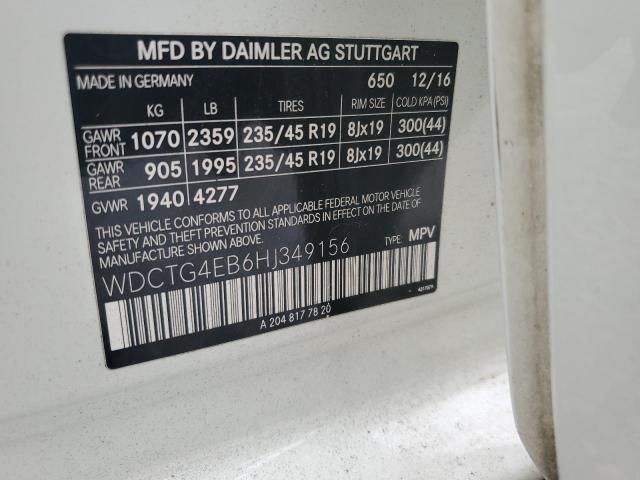 MFD BY DAIMLER AG STUTTGART
MADE IN GERMANY 650 12/16
KG LB TIRES RIM SIZE COLD KPA (PSI)
GAWR FRONT 1070 2359 235/45 R19 8Jx19 300(44)
GAWR REAR 905 1995 235/45 R19 8Jx19 300(44)
GVWR 1940 4277
THIS VEHICLE CONFORMS TO ALL APPLICABLE FEDERAL MOTOR VEHICLE
SAFETY AND THEFT PREVENTION STANDARDS IN EFFECT ON THE DATE OF
MANUFACTURE SHOWN ABOVE.
WDCTG4EB6HJ349156 TYPE: MPV
A 204 817 78 20